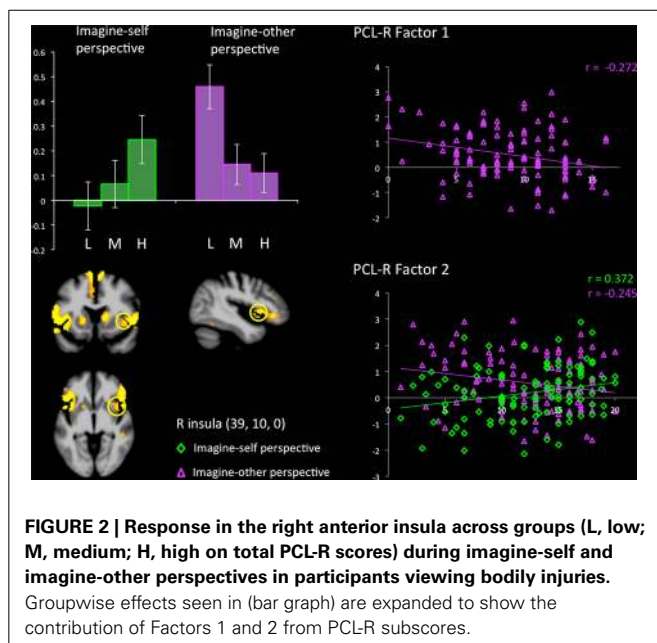 Imagine-self perspective
Imagine-other perspective
0.6
0.5
0.4
0.3
0.2
0.1
0
-0.1
-0.2
L M H L M H
PCL-R Factor 1
r = -0.272
4
3
2
1
0
-1
-2
0 5 10 15
PCL-R Factor 2
r = 0.372
r = -0.245
4
3
2
1
0
-1
-2
-3
0 5 10 15 20
R insula (39, 10, 0)
Imagine-self perspective
Imagine-other perspective
FIGURE 2 | Response in the right anterior insula across groups (L, low;
M, medium; H, high on total PCL-R scores) during imagine-self and
imagine-other perspectives in participants viewing bodily injuries.
Groupwise effects seen in (bar graph) are expanded to show the
contribution of Factors 1 and 2 from PCL-R subscores.